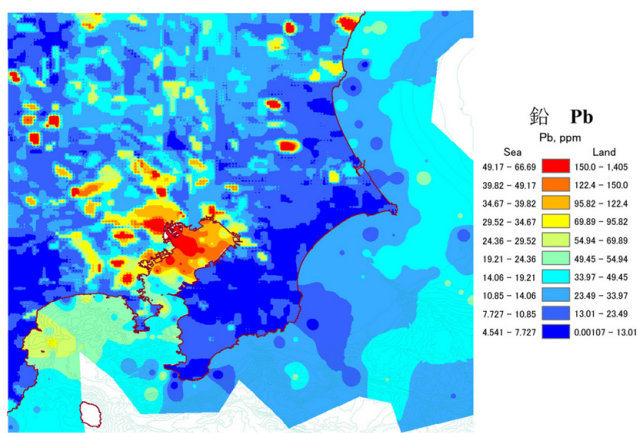 鉛 Pb
Pb, ppm
Sea Land
49.17 – 66.69 150.0 – 1,405
39.82 – 49.17 122.4 – 150.0
34.67 – 39.82 95.82 – 122.4
29.52 – 34.67 69.89 – 95.82
24.36 – 29.52 54.94 – 69.89
19.21 – 24.36 49.45 – 54.94
14.06 – 19.21 33.97 – 49.45
10.85 – 14.06 23.49 – 33.97
7.727 – 10.85 13.01 – 23.49
4.541 – 7.727 0.00107 – 13.01